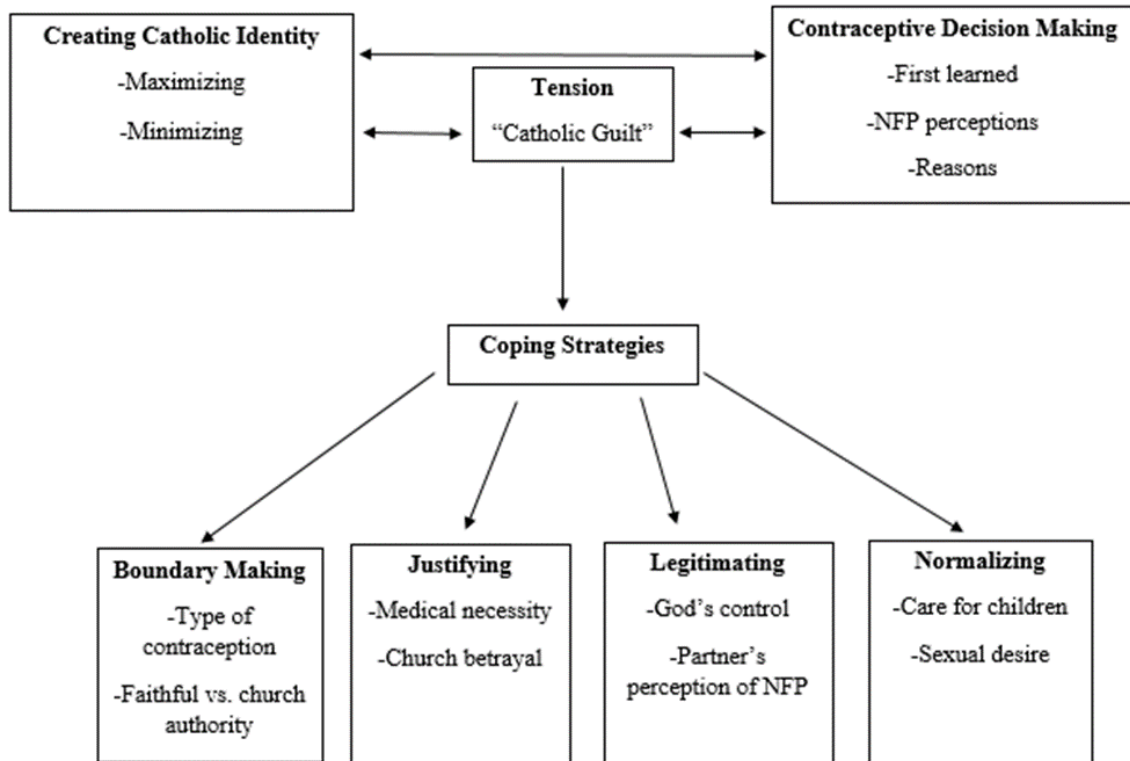 Creating Catholic Identity
-Maximizing
-Minimizing
Tension
“Catholic Guilt”
Contraceptive Decision Making
-First learned
-NFP perceptions
-Reasons
Coping Strategies
Boundary Making
-Type of
contraception
-Faithful vs. church
authority
Justifying
-Medical necessity
-Church betrayal
Legitimating
-God’s control
-Partner’s
perception of NFP
Normalizing
-Care for children
-Sexual desire